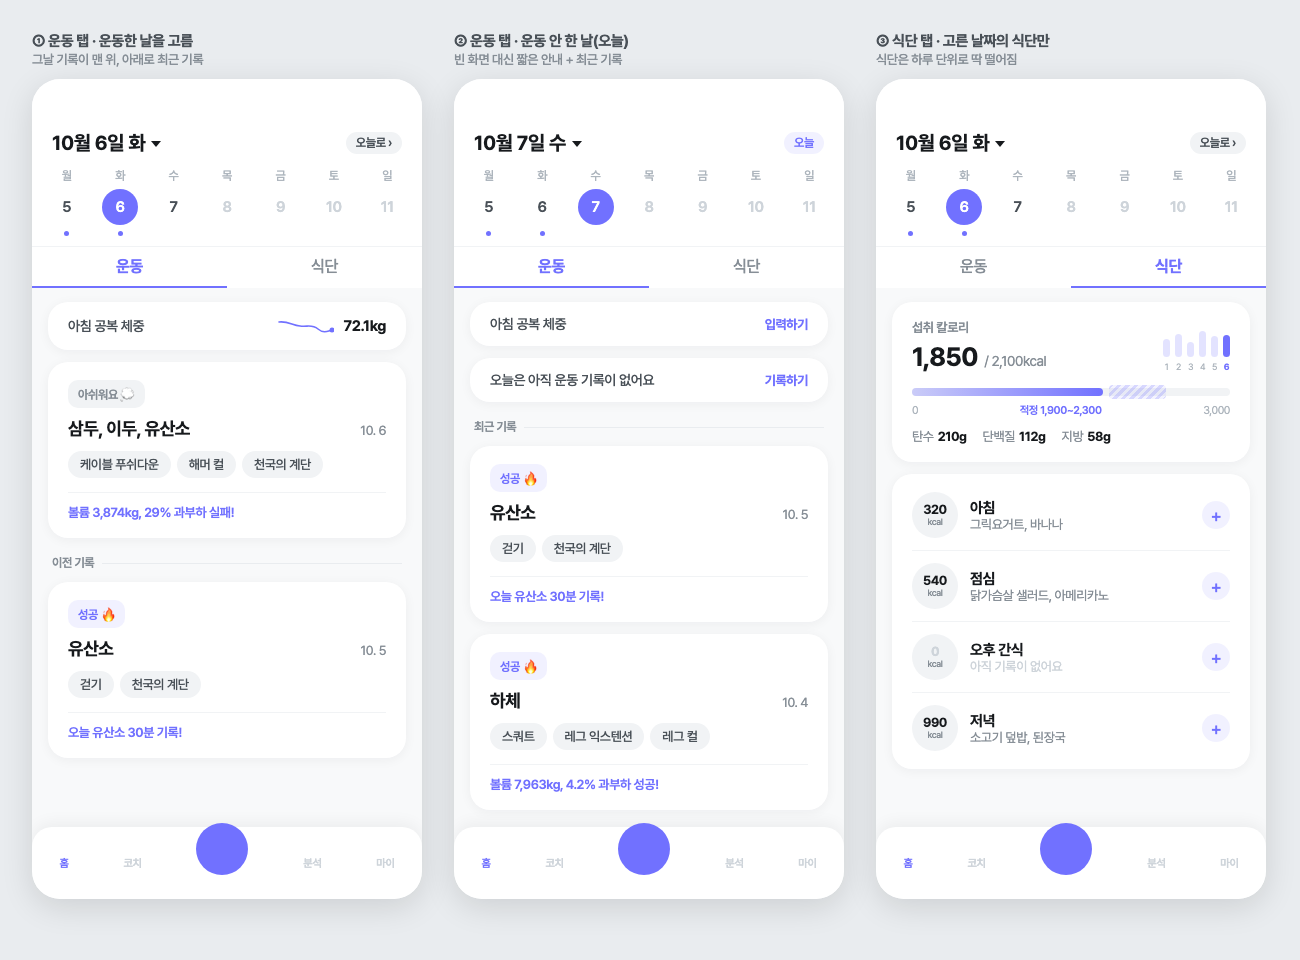 ① 운동 탭 · 운동한 날을 고름
그날 기록이 맨 위, 아래로 최근 기록
10월 6일 화
오늘로 ›
월 화 수 목 금 토 일
5 6 7 8 9 10 11
운동 식단
아침 공복 체중 72.1kg
아쉬워요
삼두, 이두, 유산소 10. 6
케이블 푸쉬다운 해머 컬 천국의 계단
볼륨 3,874kg, 29% 과부하 실패!
이전 기록
성공 🔥
유산소 10. 5
걷기 천국의 계단
오늘 유산소 30분 기록!
홈 코치 분석 마이
② 운동 탭 · 운동 안 한 날(오늘)
빈 화면 대신 짧은 안내 + 최근 기록
10월 7일 수
오늘
월 화 수 목 금 토 일
5 6 7 8 9 10 11
운동 식단
아침 공복 체중 입력하기
오늘은 아직 운동 기록이 없어요 기록하기
최근 기록
성공 🔥
유산소 10. 5
걷기 천국의 계단
오늘 유산소 30분 기록!
성공 🔥
하체 10. 4
스쿼트 레그 익스텐션 레그 컬
볼륨 7,963kg, 4.2% 과부하 성공!
홈 코치 분석 마이
③ 식단 탭 · 고른 날짜의 식단만
식단은 하루 단위로 딱 떨어짐
10월 6일 화
오늘로 ›
월 화 수 목 금 토 일
5 6 7 8 9 10 11
운동 식단
섭취 칼로리
1,850 / 2,100kcal
1 2 3 4 5 6
0 적정 1,900~2,300 3,000
탄수 210g 단백질 112g 지방 58g
320 kcal 아침
그릭요거트, 바나나
+
540 kcal 점심
닭가슴살 샐러드, 아메리카노
+
0 kcal 오후 간식
아직 기록이 없어요
+
990 kcal 저녁
소고기 덮밥, 된장국
+
홈 코치 분석 마이